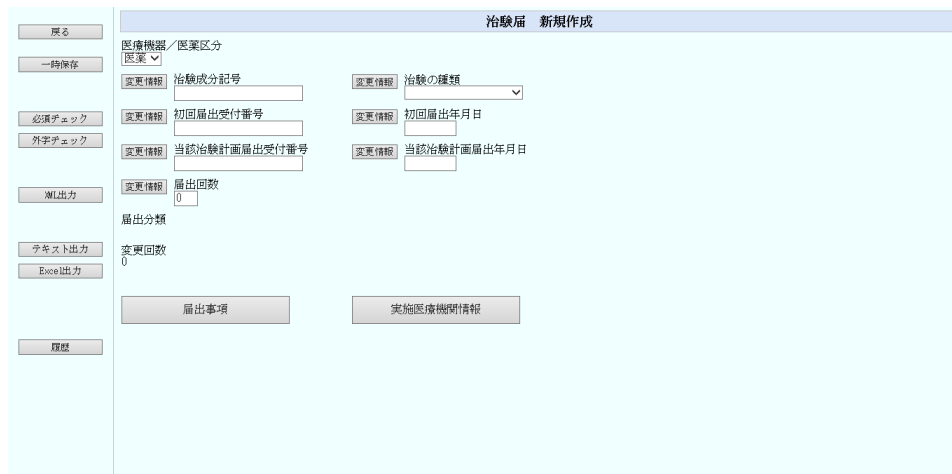 治験届　新規作成
戻る
一時保存
必須チェック
外字チェック
XML出力
テキスト出力
Excel出力
履歴
医療機器／医薬区分
医薬
変更情報 治験成分記号
変更情報 治験の種類
変更情報 初回届出受付番号
変更情報 初回届出年月日
変更情報 当該治験計画届出受付番号
変更情報 当該治験計画届出年月日
変更情報 届出回数
0
届出分類
変更回数
0
届出事項
実施医療機関情報